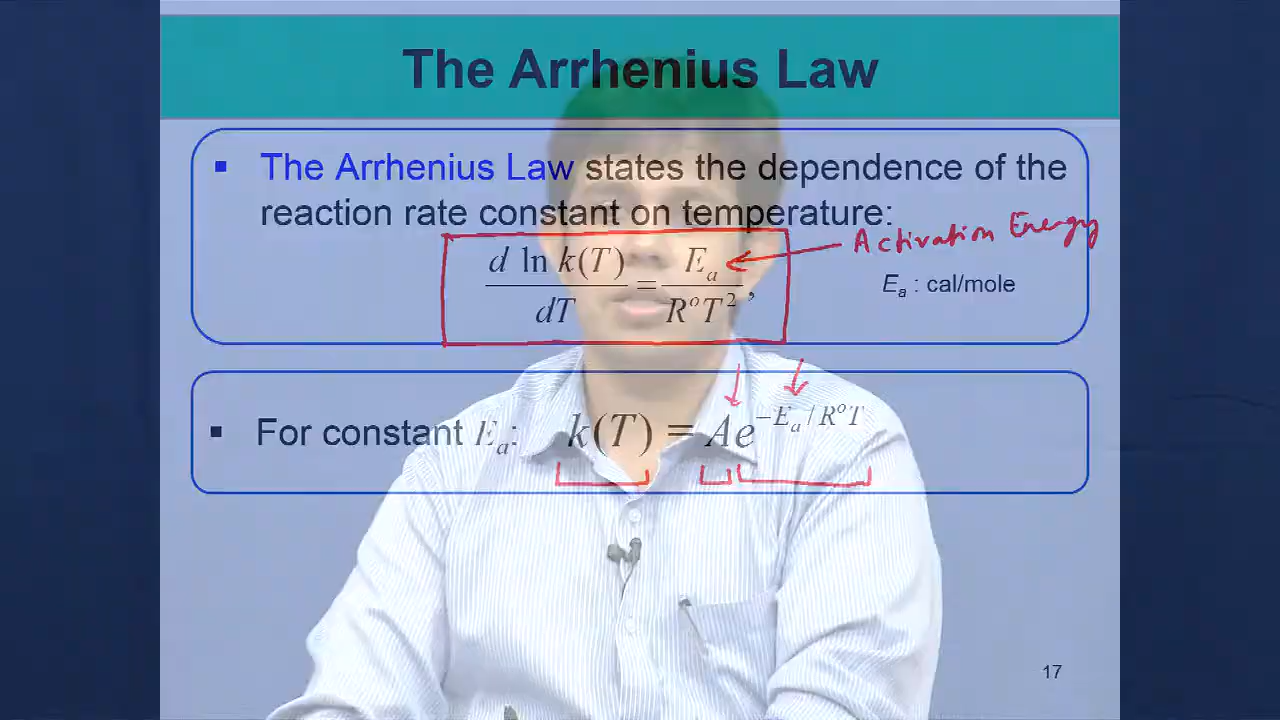 The Arrhenius Law
▪ The Arrhenius Law states the dependence of the
reaction rate constant on temperature:
d ln k(T) / dT = Eₐ / R°T²,
Activation Energy
Eₐ : cal/mole
▪ For constant Eₐ: k(T) = Ae^(−Eₐ/R°T)
17